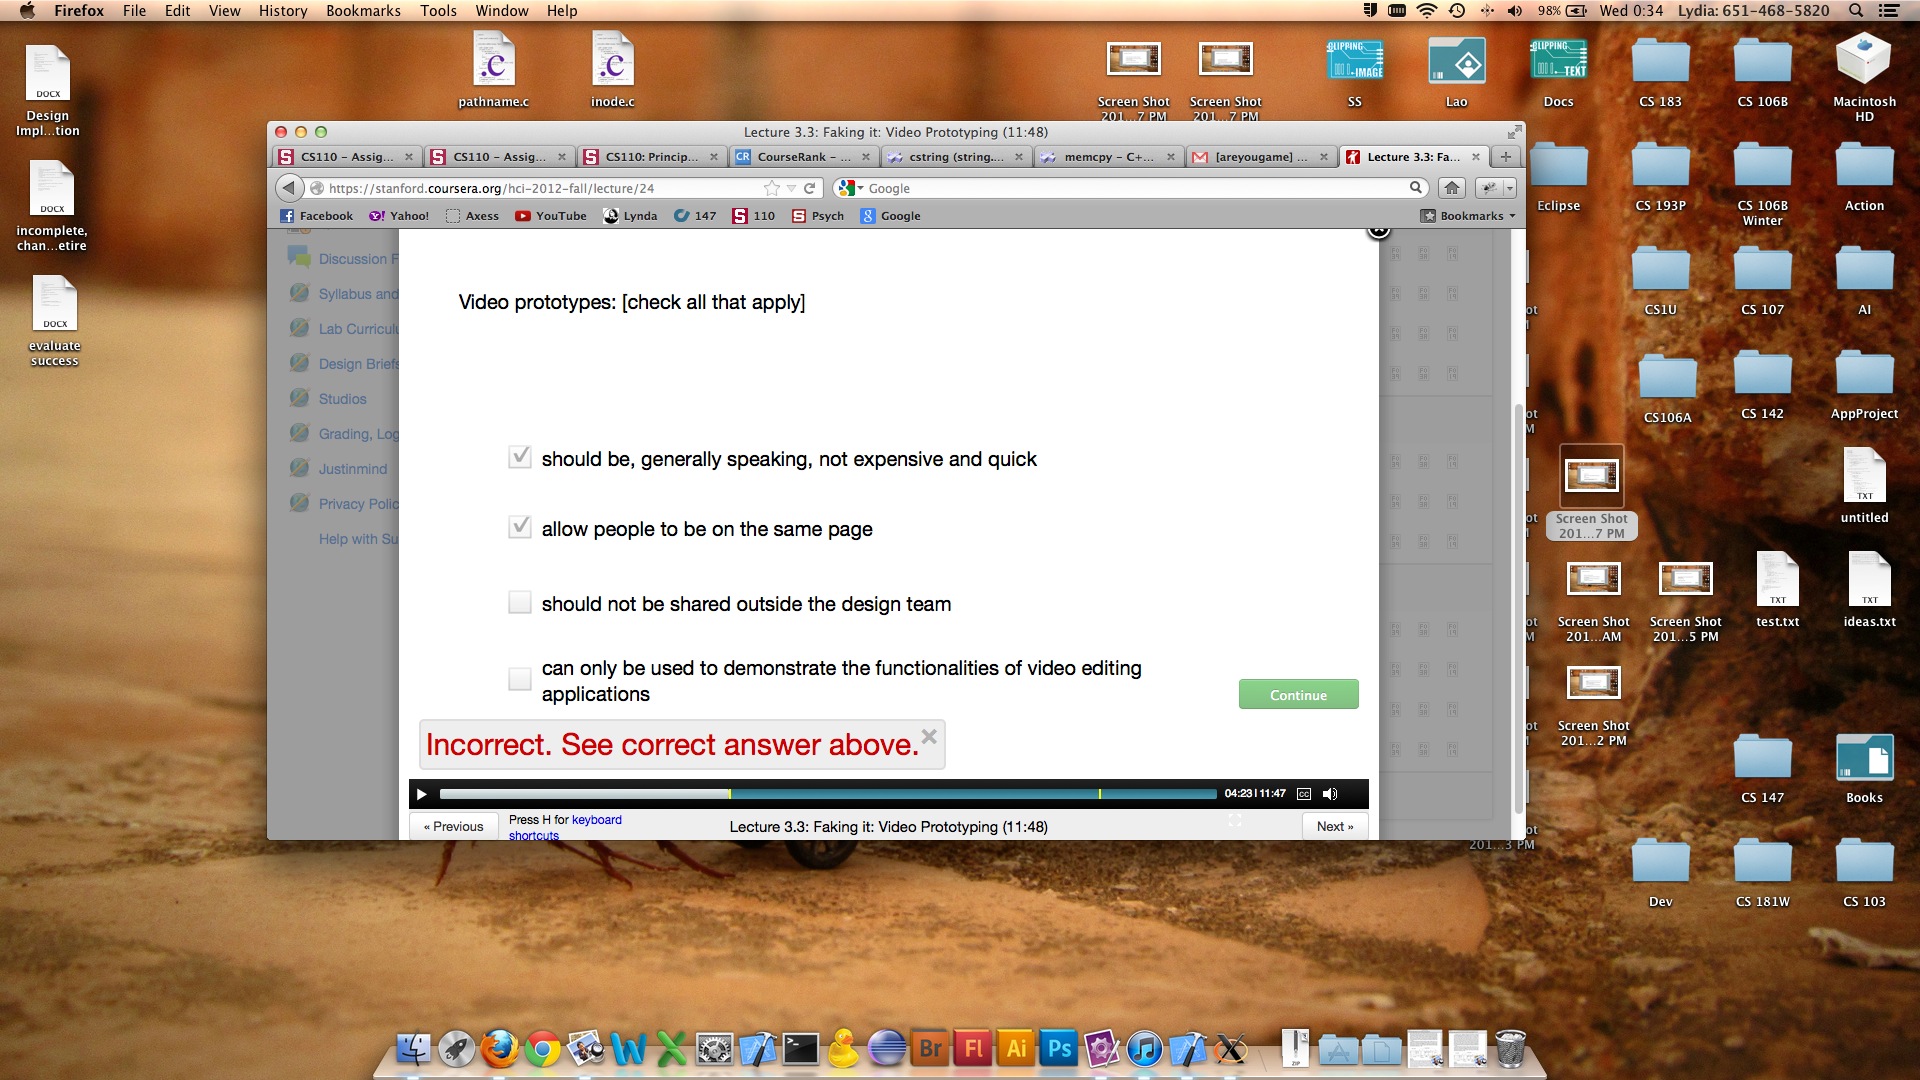 Firefox File Edit View History Bookmarks Tools Window Help
98% Wed 0:34 Lydia: 651-468-5820
DOCX
Design
Impl...tion
DOCX
incomplete,
chan...etire
DOCX
evaluate
success
.C
pathname.c
.C
inode.c
Screen Shot
201...7 PM
Screen Shot
201...7 PM
CLIPPING
IMAGE
SS
Lao
CLIPPING
TEXT
Docs
CS 183
CS 106B
Macintosh
HD
Lecture 3.3: Faking it: Video Prototyping (11:48)
CS110 – Assig...
CS110 – Assig...
CS110: Princip...
CR CourseRank – ...
cstring (string....
memcpy – C+...
[areyougame] ...
Lecture 3.3: Fa...
https://stanford.coursera.org/hci-2012-fall/lecture/24
Google
Facebook Yahoo! Axess YouTube Lynda 147 110 Psych Google
Bookmarks
Discussion F
Syllabus and
Lab Curricul
Design Briefs
Studios
Grading, Log
Justinmind
Privacy Polic
Help with Su
Video prototypes: [check all that apply]
should be, generally speaking, not expensive and quick
allow people to be on the same page
should not be shared outside the design team
can only be used to demonstrate the functionalities of video editing
applications
Continue
Incorrect. See correct answer above.
04:23 | 11:47
CC
« Previous
Press H for keyboard
shortcuts
Lecture 3.3: Faking it: Video Prototyping (11:48)
Next »
Eclipse
CS 193P
CS 106B
Winter
Action
CS1U
CS 107
AI
CS106A
CS 142
AppProject
Screen Shot
201...7 PM
TXT
untitled
Screen Shot
201...AM
Screen Shot
201...5 PM
TXT
test.txt
TXT
ideas.txt
Screen Shot
201...2 PM
CS 147
Books
201...3 PM
Dev
CS 181W
CS 103
Br
Fl
Ai
Ps
ZIP